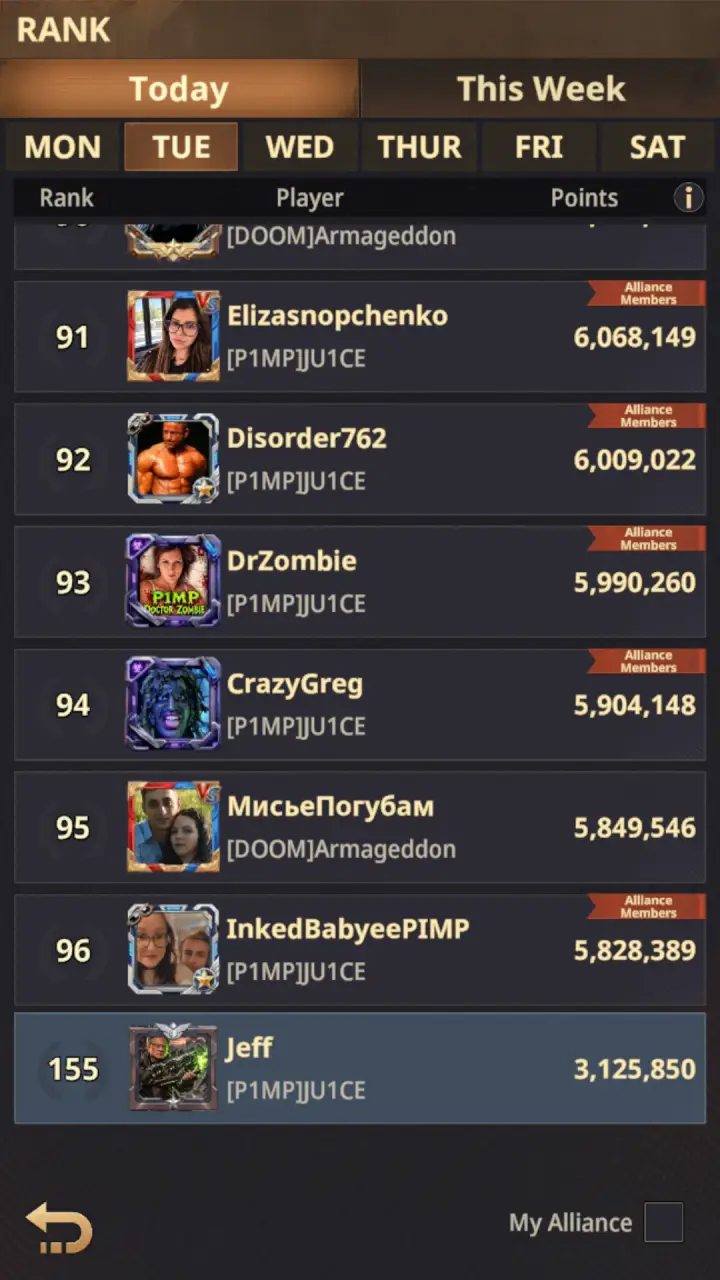 RANK
Today
This Week
MON TUE WED THUR FRI SAT
Rank Player Points i
[DOOM]Armageddon
Alliance
Members
91 Elizasnopchenko 6,068,149
[P1MP]JU1CE
Alliance
Members
92 Disorder762 6,009,022
[P1MP]JU1CE
Alliance
Members
93 DrZombie 5,990,260
P1MP
DOCTOR ZOMBIE
[P1MP]JU1CE
Alliance
Members
94 CrazyGreg 5,904,148
[P1MP]JU1CE
VS
95 МисьеПогубам 5,849,546
[DOOM]Armageddon
Alliance
Members
96 InkedBabyeePIMP 5,828,389
[P1MP]JU1CE
155 Jeff 3,125,850
[P1MP]JU1CE
My Alliance